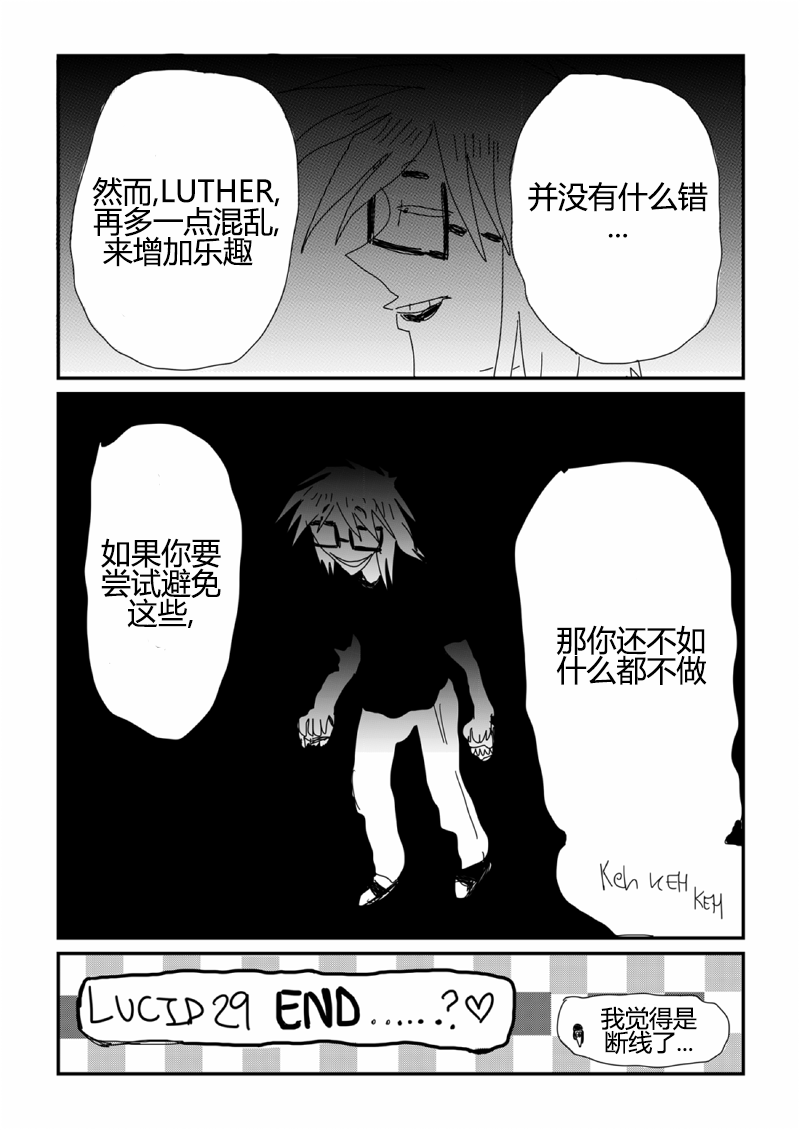 然而,LUTHER,
再多一点混乱,
来增加乐趣
并没有什么错
...
如果你要
尝试避免
这些,
那你还不如
什么都不做
Keh KEH
KEH
LUCID 29 END......?♡
我觉得是
断线了...